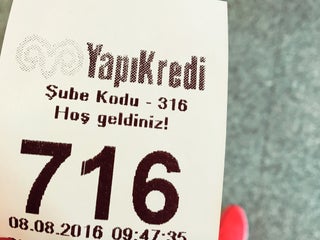 YapıKredi
Şube Kodu - 316
Hoş geldiniz!
716
08.08.2016 09:47:35